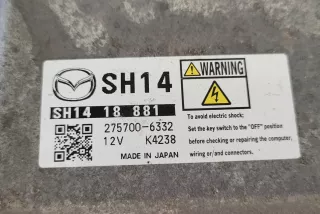 SH14
SH14 18 881
275700-6332
12V K4238
MADE IN JAPAN
WARNING
To avoid electric shock;
Set the key switch to the "OFF" position
before checking or repairing the computer,
wiring or/and connectors.